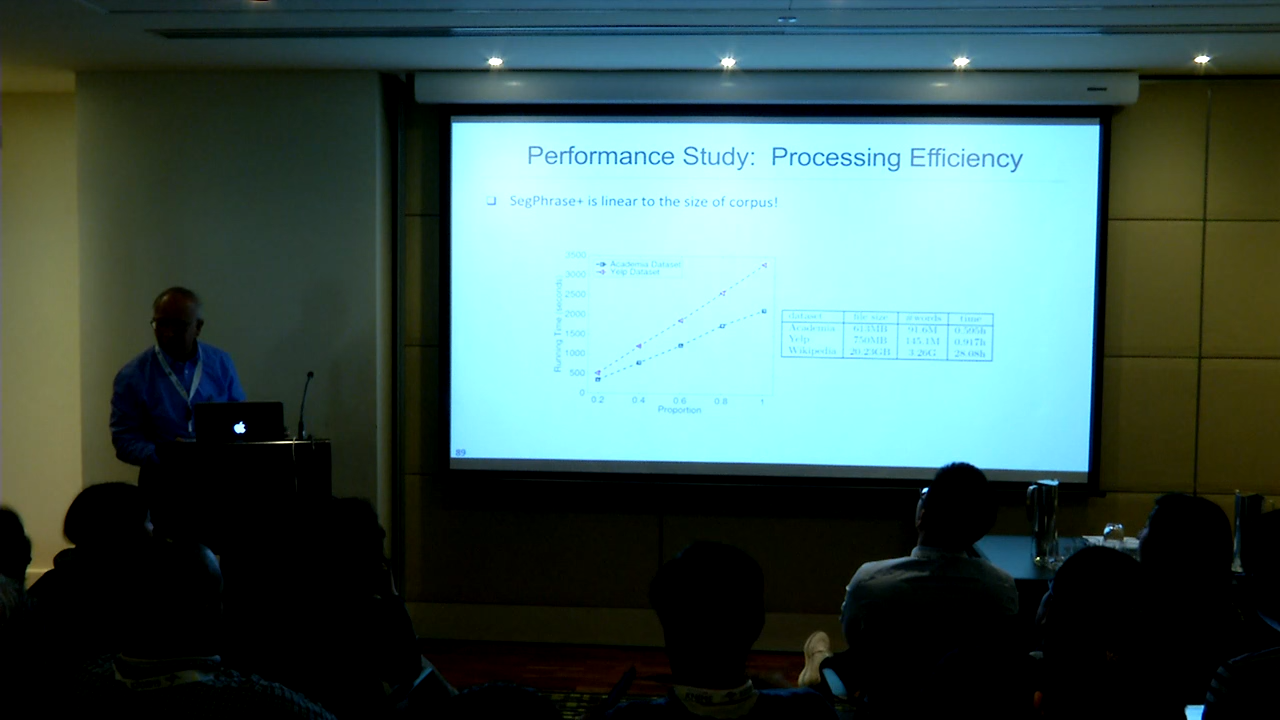 Performance Study: Processing Efficiency
❑ SegPhrase+ is linear to the size of corpus!
3500
3000
2500
2000
1500
1000
500
0
Academia Dataset
Yelp Dataset
Running Time
0.2 0.4 0.6 0.8 1
Proportion
dataset file size #words time
Academia 613MB 91.6M 0.595h
Yelp 750MB 145.1M 0.917h
Wikipedia 20.23GB 3.26G 28.08h
89